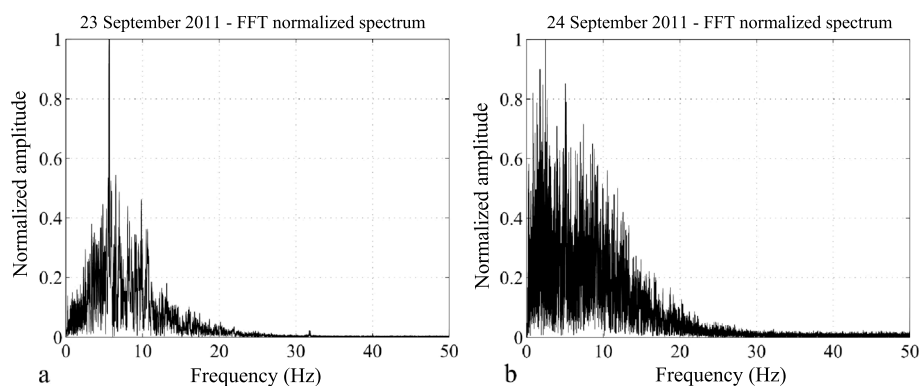 23 September 2011 - FFT normalized spectrum
1
0.8
0.6
0.4
0.2
0
Normalized amplitude
0 10 20 30 40 50
Frequency (Hz)
a
24 September 2011 - FFT normalized spectrum
1
0.8
0.6
0.4
0.2
0
Normalized amplitude
0 10 20 30 40 50
Frequency (Hz)
b